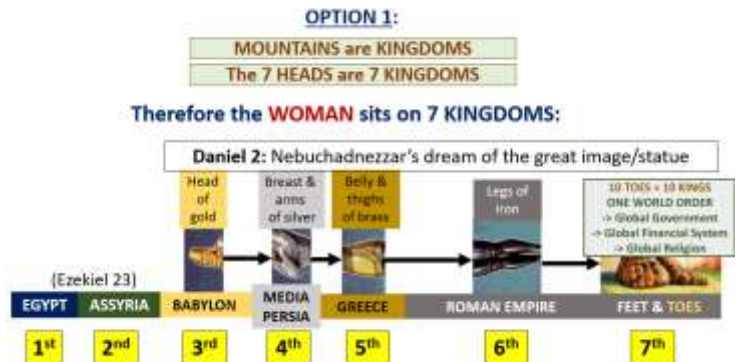 OPTION 1:
MOUNTAINS are KINGDOMS
The 7 HEADS are 7 KINGDOMS
Therefore the WOMAN sits on 7 KINGDOMS:
Daniel 2: Nebuchadnezzar's dream of the great image/statue
Head
of
gold
Breast &
arms
of silver
Belly &
thighs
of brass
Legs of
iron
10 TOES = 10 KINGS
ONE WORLD ORDER
-> Global Government
-> Global Financial System
-> Global Religion
(Ezekiel 23)
EGYPT
ASSYRIA
BABYLON
MEDIA
PERSIA
GREECE
ROMAN EMPIRE
FEET & TOES
1st
2nd
3rd
4th
5th
6th
7th